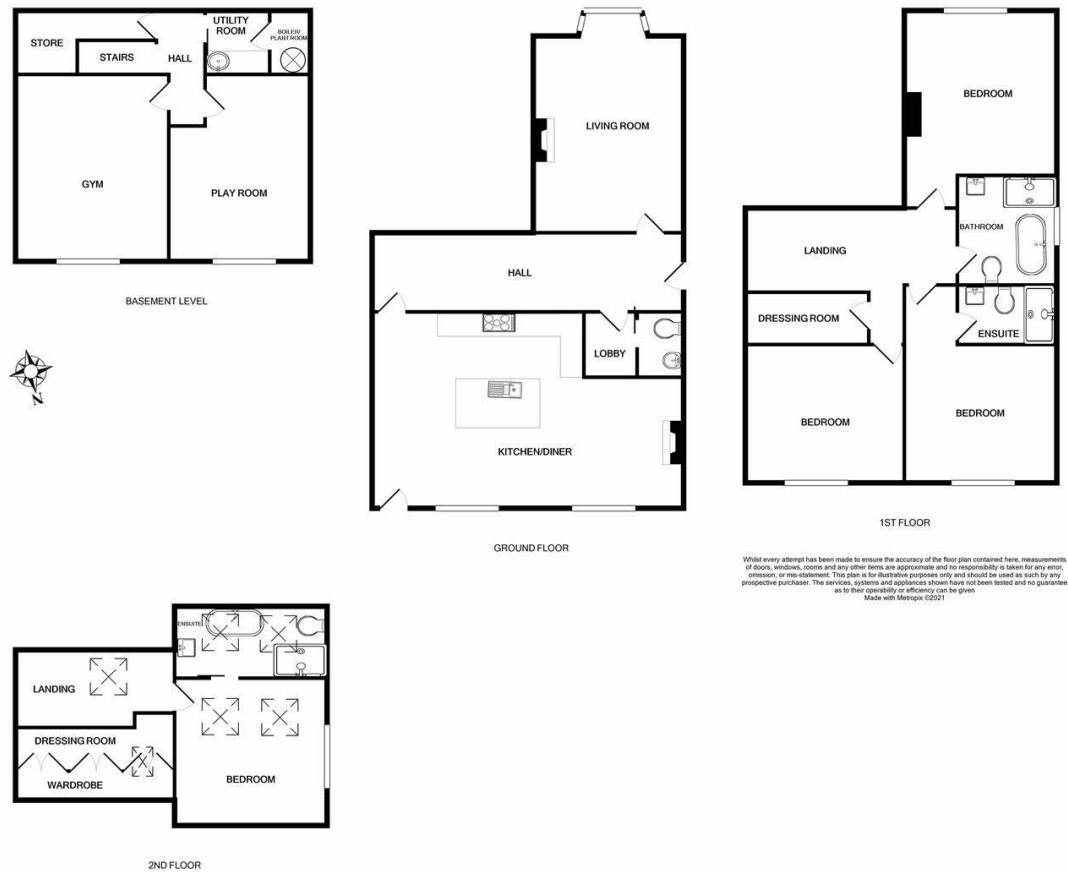 STORE
STAIRS
HALL
UTILITY
ROOM
BOILER/
PLANT ROOM
GYM
PLAY ROOM
BASEMENT LEVEL
N
LIVING ROOM
HALL
LOBBY
KITCHEN/DINER
GROUND FLOOR
BEDROOM
BATHROOM
LANDING
DRESSING ROOM
ENSUITE
BEDROOM
BEDROOM
1ST FLOOR
Whilst every attempt has been made to ensure the accuracy of the floor plan contained here, measurements
of doors, windows, rooms and any other items are approximate and no responsibility is taken for any error,
omission, or mis-statement. This plan is for illustrative purposes only and should be used as such by any
prospective purchaser. The services, systems and appliances shown have not been tested and no guarantee
as to their operability or efficiency can be given
Made with Metropix ©2021
ENSUITE
LANDING
DRESSING ROOM
WARDROBE
BEDROOM
2ND FLOOR